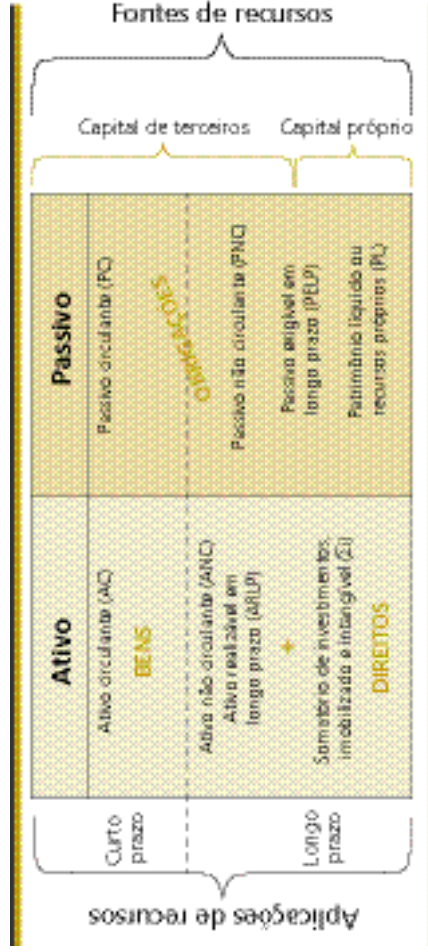 Fontes de recursos
Capital de terceiros
Capital próprio
Ativo
Passivo
Curto
prazo
Ativo circulante (AC)
BENS
Passivo circulante (PC)
OBRIGAÇÕES
Longo
prazo
Ativo não circulante (ANC)
Ativo realizável em
longo prazo (ARLP)
+
Somatório de investimentos,
imobilizado e intangível (Σi)
DIREITOS
Passivo não circulante (PNC)
Passivo exigível em
longo prazo (PELP)
Patrimônio líquido ou
recursos próprios (PL)
Aplicações de recursos